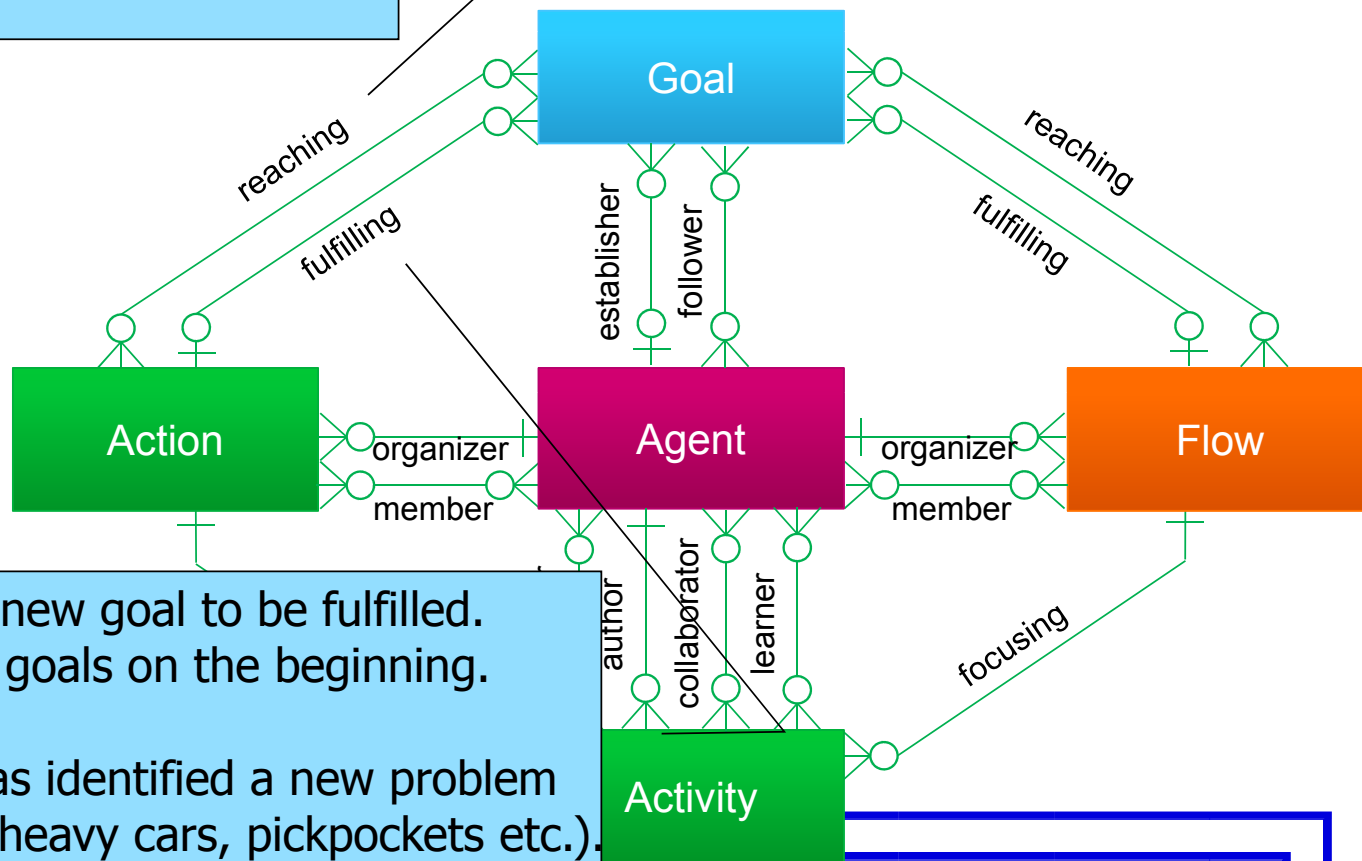 Goal
reaching
reaching
fulfilling
fulfilling
establisher
follower
Action
Agent
Flow
organizer
organizer
member
member
author
collaborator
learner
focusing
new goal to be fulfilled.
goals on the beginning.
as identified a new problem
heavy cars, pickpockets etc.).
Activity